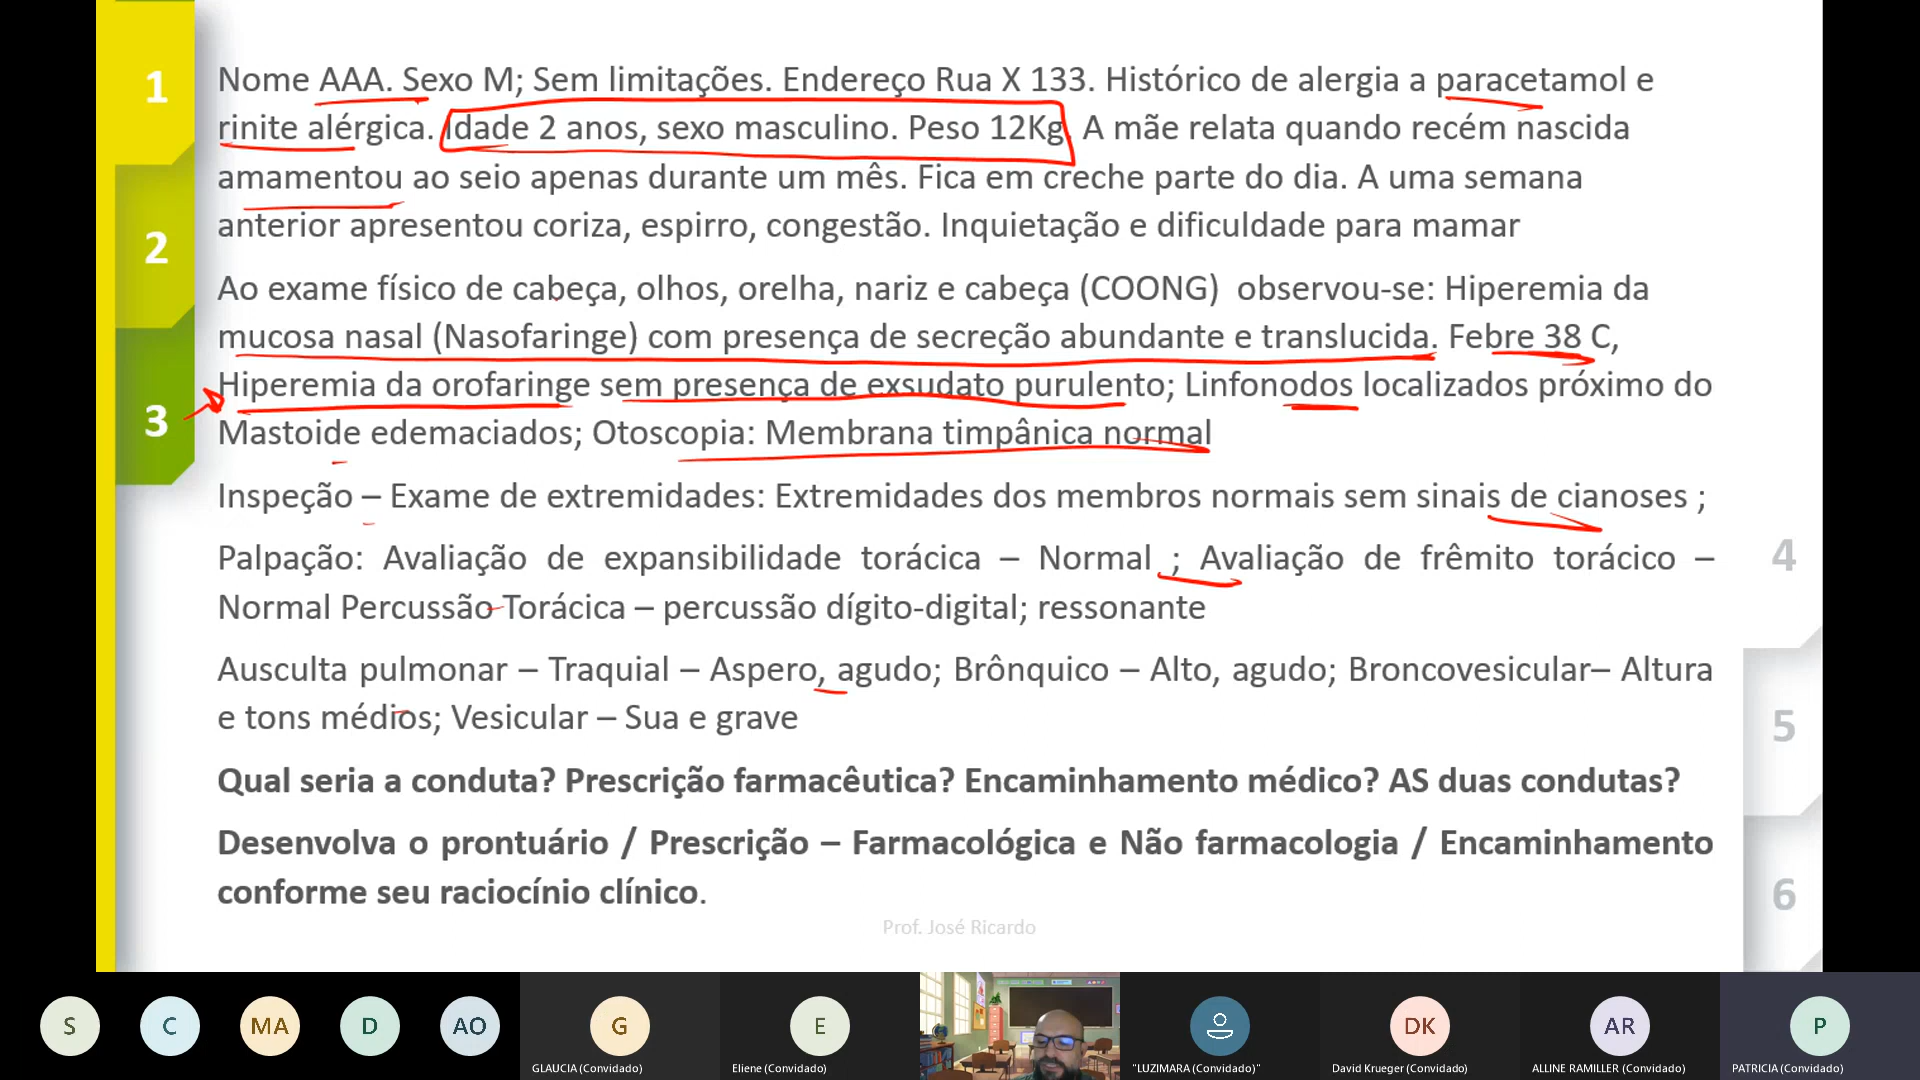 1
Nome AAA. Sexo M; Sem limitações. Endereço Rua X 133. Histórico de alergia a paracetamol e
rinite alérgica. Idade 2 anos, sexo masculino. Peso 12Kg. A mãe relata quando recém nascida
amamentou ao seio apenas durante um mês. Fica em creche parte do dia. A uma semana
2
anterior apresentou coriza, espirro, congestão. Inquietação e dificuldade para mamar
Ao exame físico de cabeça, olhos, orelha, nariz e cabeça (COONG) observou-se: Hiperemia da
mucosa nasal (Nasofaringe) com presença de secreção abundante e translucida. Febre 38 C,
Hiperemia da orofaringe sem presença de exsudato purulento; Linfonodos localizados próximo do
3
Mastoide edemaciados; Otoscopia: Membrana timpânica normal
Inspeção – Exame de extremidades: Extremidades dos membros normais sem sinais de cianoses ;
Palpação: Avaliação de expansibilidade torácica – Normal ; Avaliação de frêmito torácico –
4
Normal Percussão Torácica – percussão dígito-digital; ressonante
Ausculta pulmonar – Traquial – Aspero, agudo; Brônquico – Alto, agudo; Broncovesicular– Altura
e tons médios; Vesicular – Sua e grave
5
Qual seria a conduta? Prescrição farmacêutica? Encaminhamento médico? AS duas condutas?
Desenvolva o prontuário / Prescrição – Farmacológica e Não farmacologia / Encaminhamento
conforme seu raciocínio clínico.
6
Prof. José Ricardo
S
C
MA
D
AO
G
E
DK
AR
P
GLAUCIA (Convidado)
Eliene (Convidado)
"LUZIMARA (Convidado)"
David Krueger (Convidado)
ALLINE RAMILLER (Convidado)
PATRICIA (Convidado)